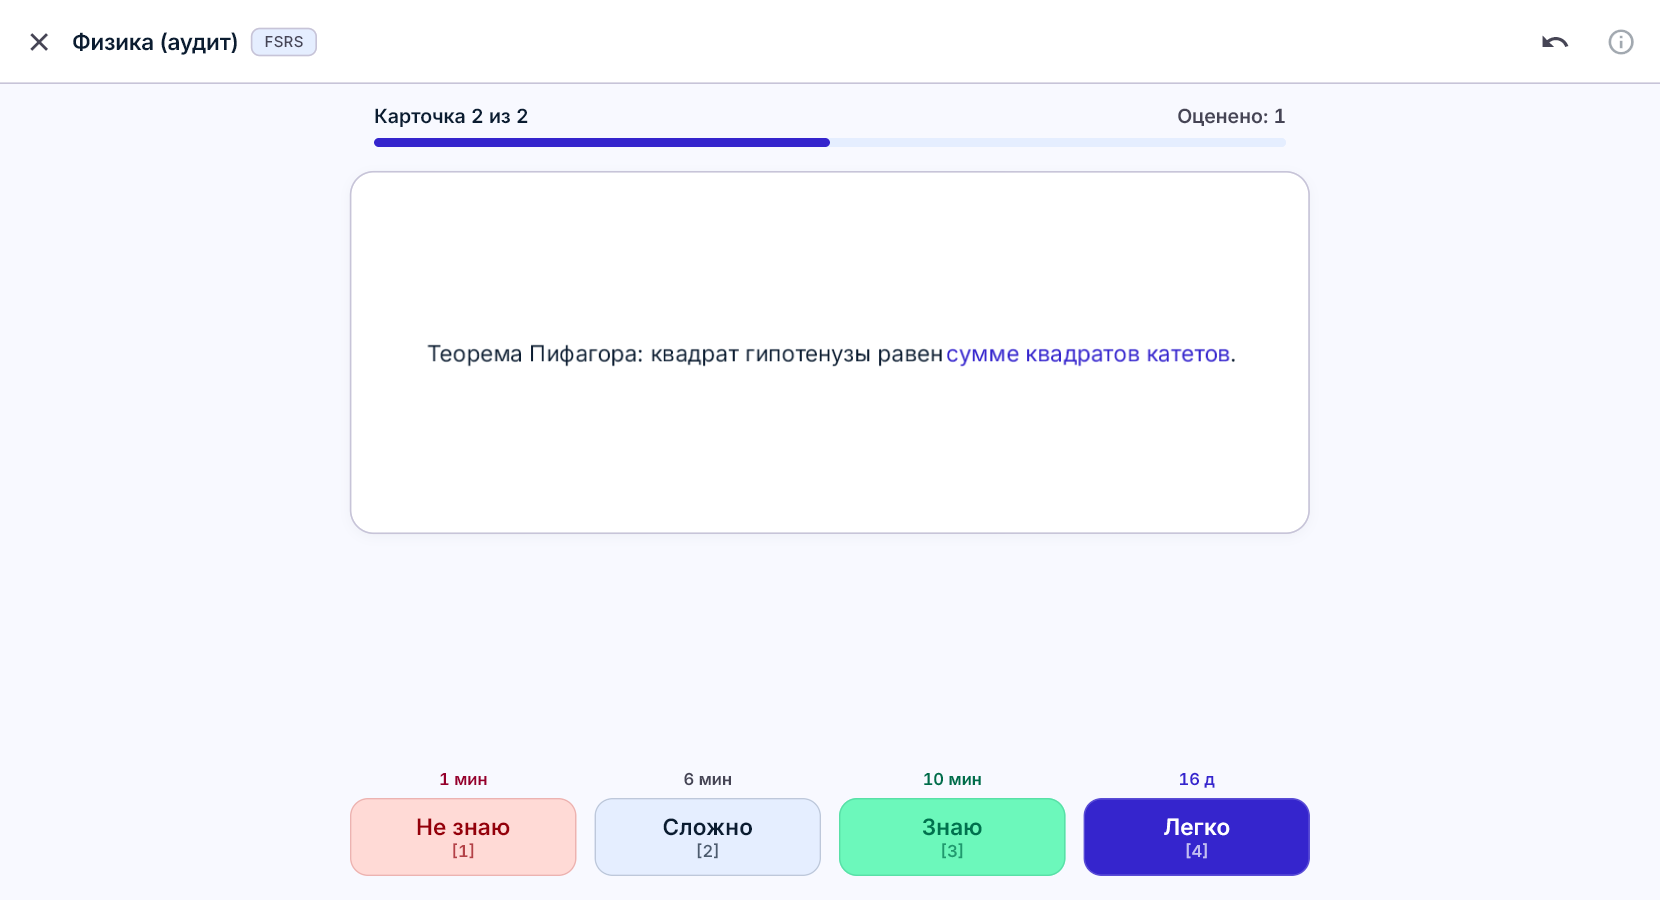 Физика (аудит) FSRS
Карточка 2 из 2 Оценено: 1
Теорема Пифагора: квадрат гипотенузы равен сумме квадратов катетов.
1 мин 6 мин 10 мин 16 д
Не знаю Сложно Знаю Легко
[1] [2] [3] [4]